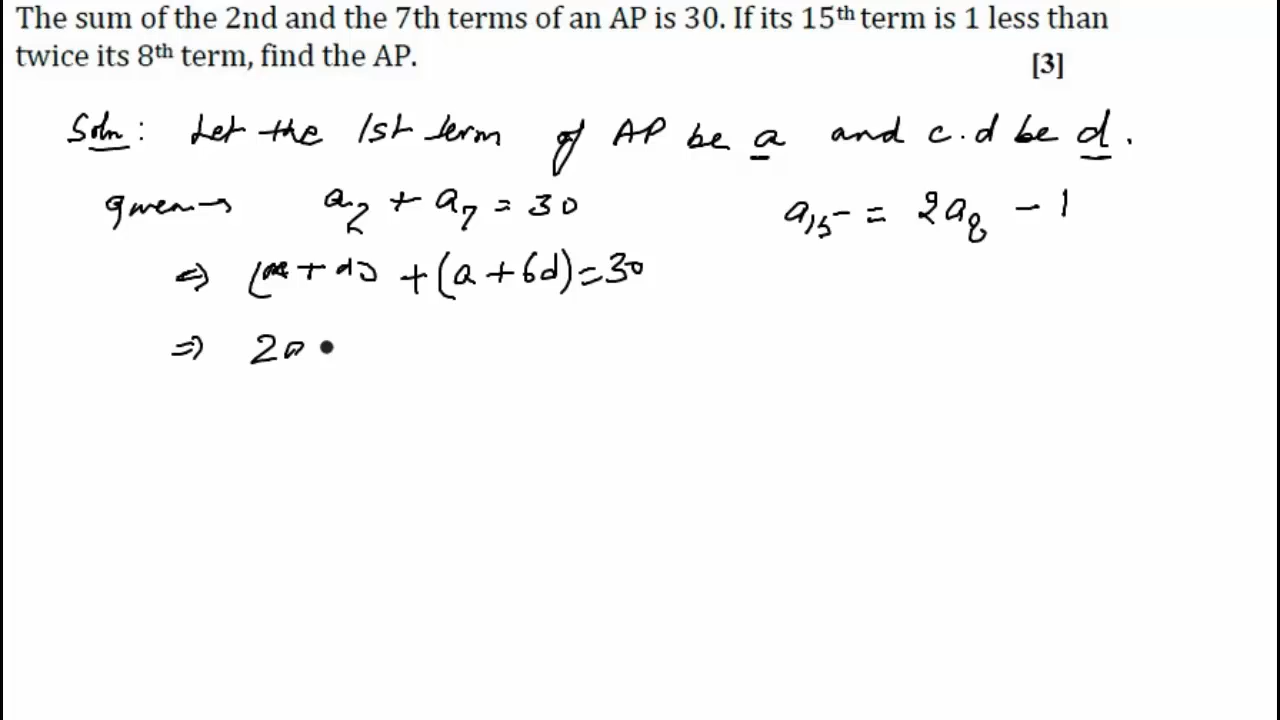 The sum of the 2nd and the 7th terms of an AP is 30. If its 15th term is 1 less than
twice its 8th term, find the AP.
[3]
Soln: Let the 1st term of AP be a and c.d be d.
given → a₂ + a₇ = 30 a₁₅ = 2a₈ - 1
⇒ (a + d) + (a + 6d) = 30
⇒ 2a